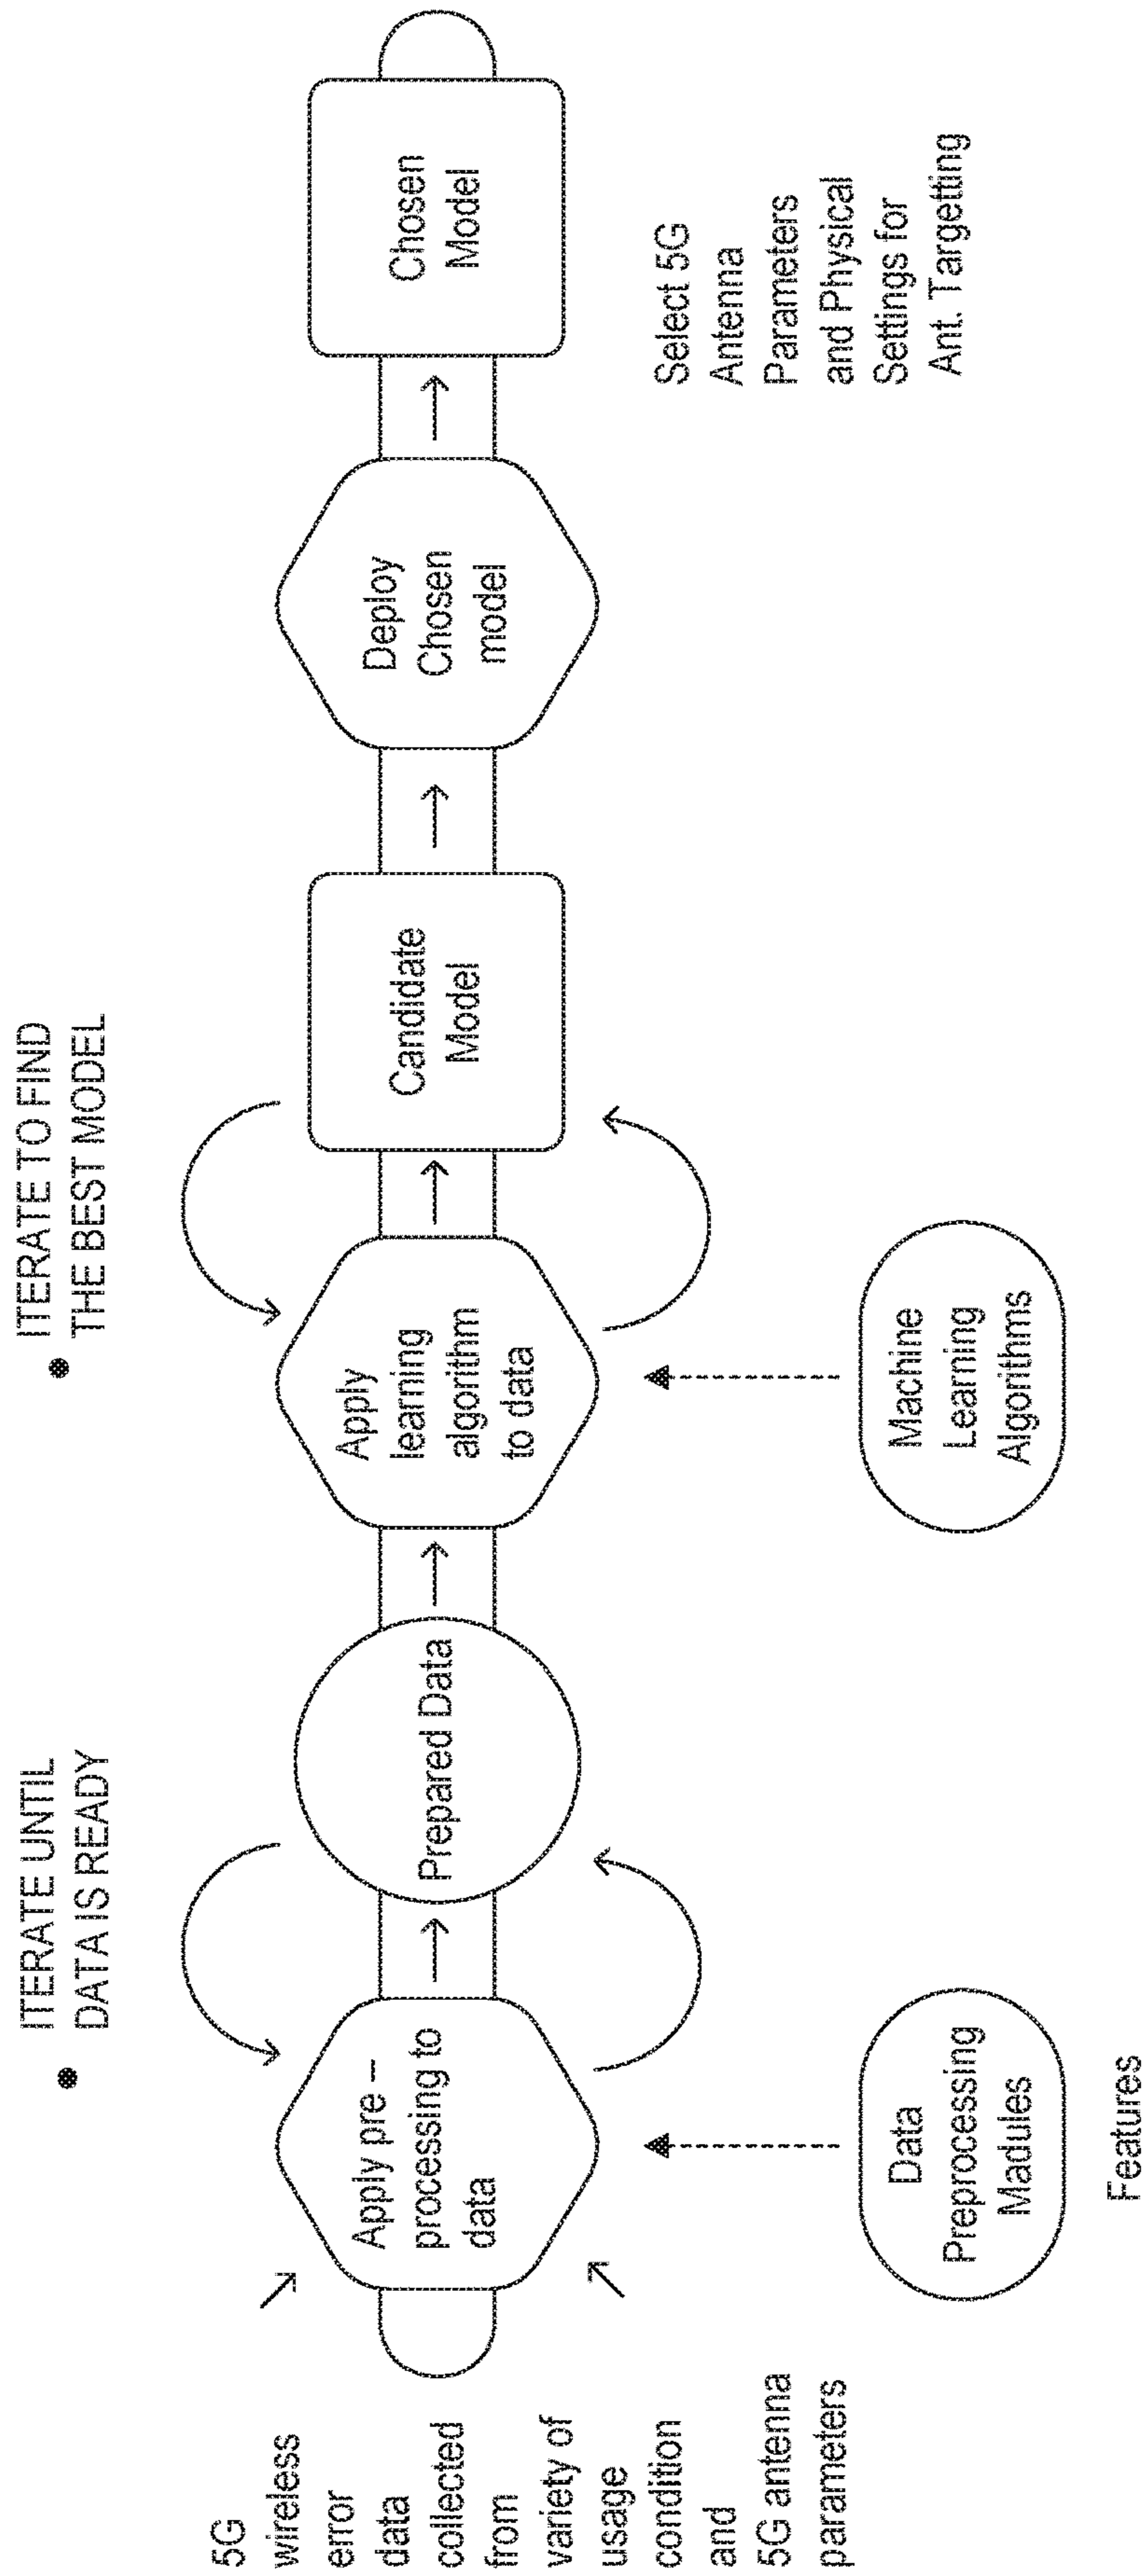 ITERATE UNTIL
DATA IS READY
ITERATE TO FIND
THE BEST MODEL
5G
wireless
error
data
collected
from
variety of
usage
condition
and
5G antenna
parameters
Apply pre –
processing to
data
Prepared Data
Apply
learning
algorithm
to data
Candidate
Model
Deploy
Chosen
model
Chosen
Model
Data
Preprocessing
Madules
Features
Machine
Learning
Algorithms
Select 5G
Antenna
Parameters
and Physical
Settings for
Ant. Targetting